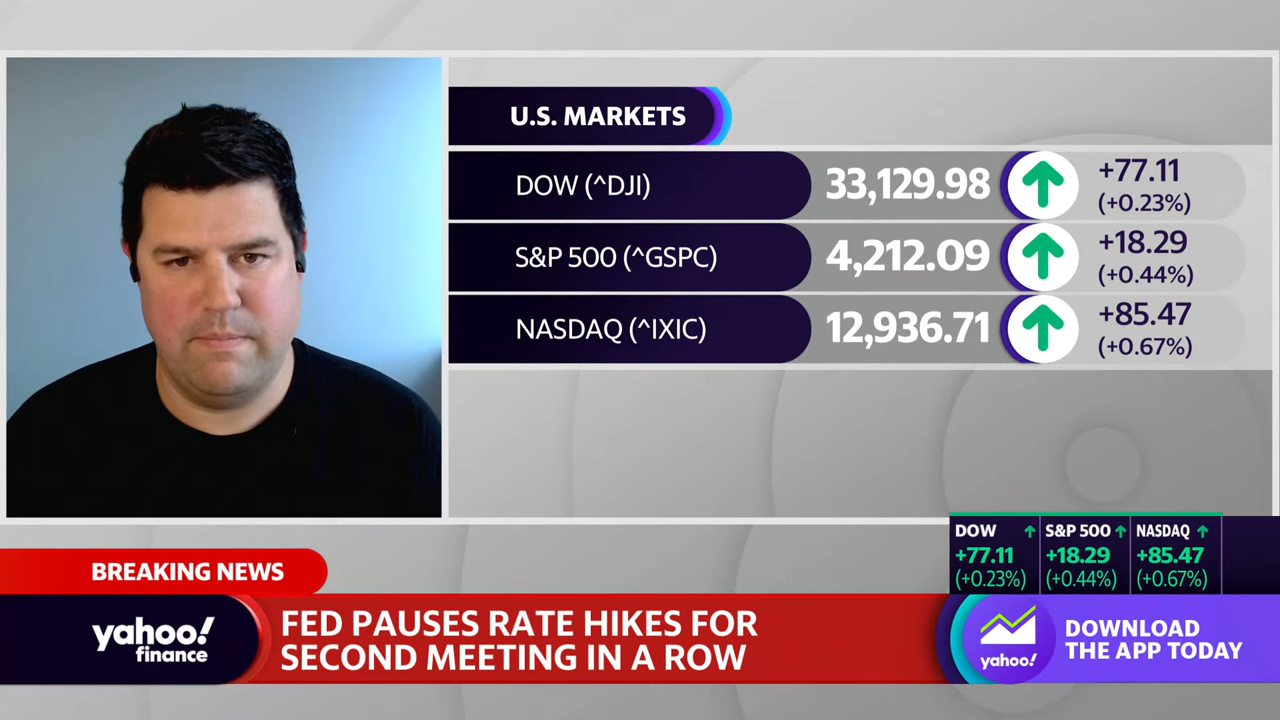 U.S. MARKETS
DOW (^DJI) 33,129.98 +77.11
(+0.23%)
S&P 500 (^GSPC) 4,212.09 +18.29
(+0.44%)
NASDAQ (^IXIC) 12,936.71 +85.47
(+0.67%)
DOW S&P 500 NASDAQ
+77.11 +18.29 +85.47
(+0.23%) (+0.44%) (+0.67%)
BREAKING NEWS
yahoo!
finance
FED PAUSES RATE HIKES FOR
SECOND MEETING IN A ROW
yahoo!
DOWNLOAD
THE APP TODAY